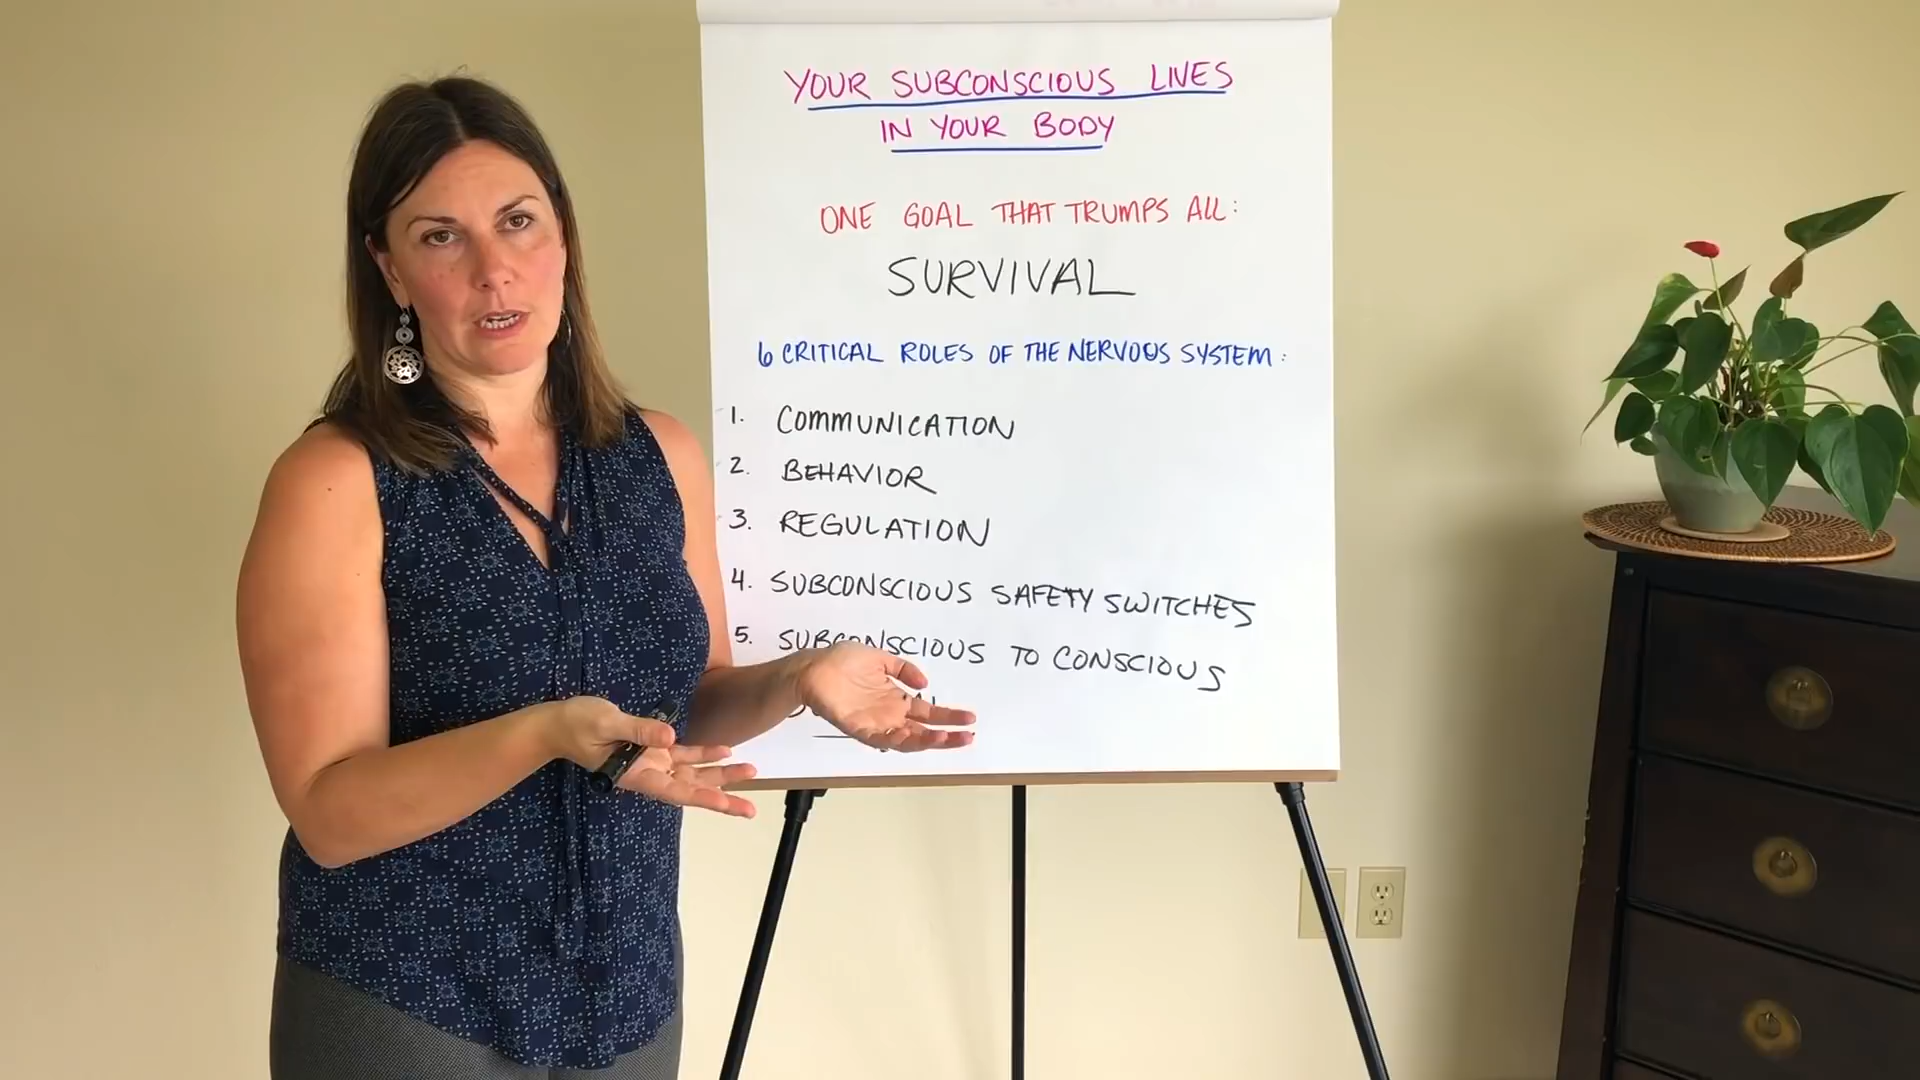 YOUR SUBCONSCIOUS LIVES
IN YOUR BODY
ONE GOAL THAT TRUMPS ALL:
SURVIVAL
6 CRITICAL ROLES OF THE NERVOUS SYSTEM:
1. COMMUNICATION
2. BEHAVIOR
3. REGULATION
4. SUBCONSCIOUS SAFETY SWITCHES
5. SUBCONSCIOUS TO CONSCIOUS